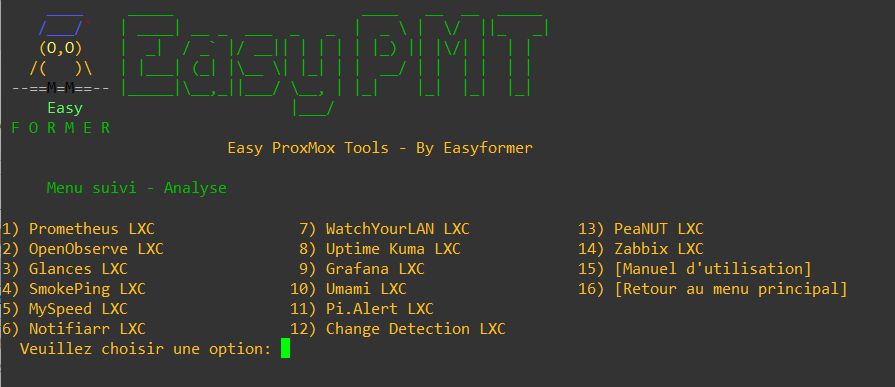 EasyPMT
(O,O)
M=M
Easy
F O R M E R
Easy ProxMox Tools - By Easyformer
Menu suivi - Analyse
1) Prometheus LXC 7) WatchYourLAN LXC 13) PeaNUT LXC
2) OpenObserve LXC 8) Uptime Kuma LXC 14) Zabbix LXC
3) Glances LXC 9) Grafana LXC 15) [Manuel d'utilisation]
4) SmokePing LXC 10) Umami LXC 16) [Retour au menu principal]
5) MySpeed LXC 11) Pi.Alert LXC
6) Notifiarr LXC 12) Change Detection LXC
Veuillez choisir une option: